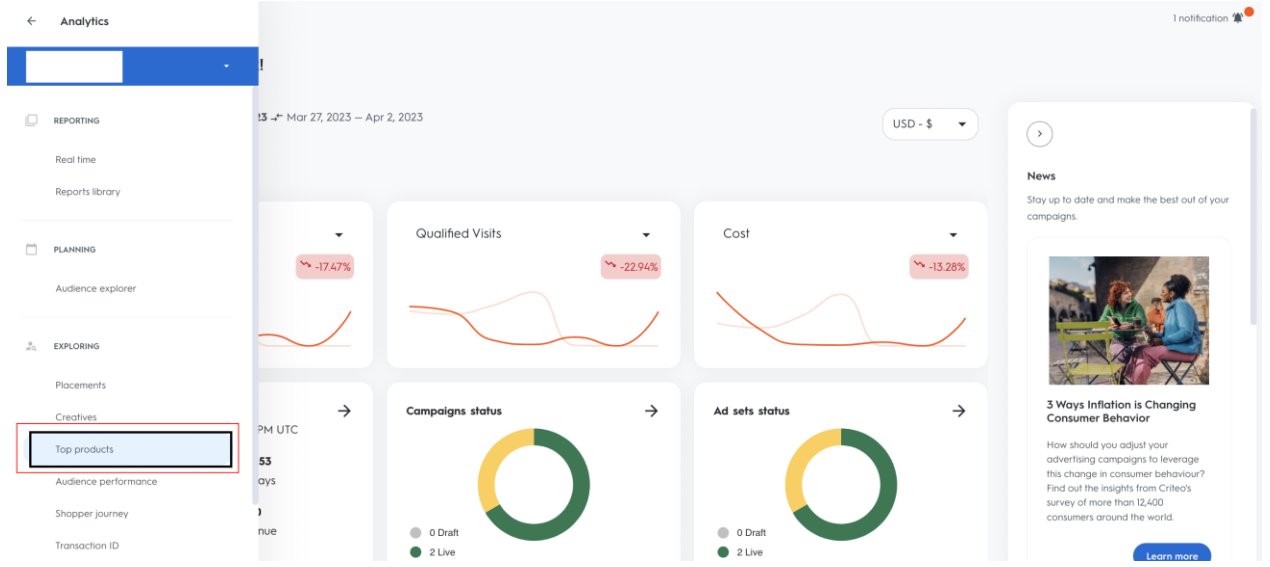 Analytics
1 notification
!
REPORTING
23 Mar 27, 2023 — Apr 2, 2023
USD - $
Real time
Reports library
News
Stay up to date and make the best out of your
campaigns.
PLANNING
Audience explorer
-17.47%
Qualified Visits
-22.94%
Cost
-13.28%
EXPLORING
Placements
Creatives
Top products
Audience performance
Shopper journey
Transaction ID
PM UTC
53
ays
nue
Campaigns status
0 Draft
2 Live
Ad sets status
0 Draft
2 Live
3 Ways Inflation is Changing
Consumer Behavior
How should you adjust your
advertising campaigns to leverage
this change in consumer behaviour?
Find out the insights from Criteo's
survey of more than 12,400
consumers around the world.
Learn more